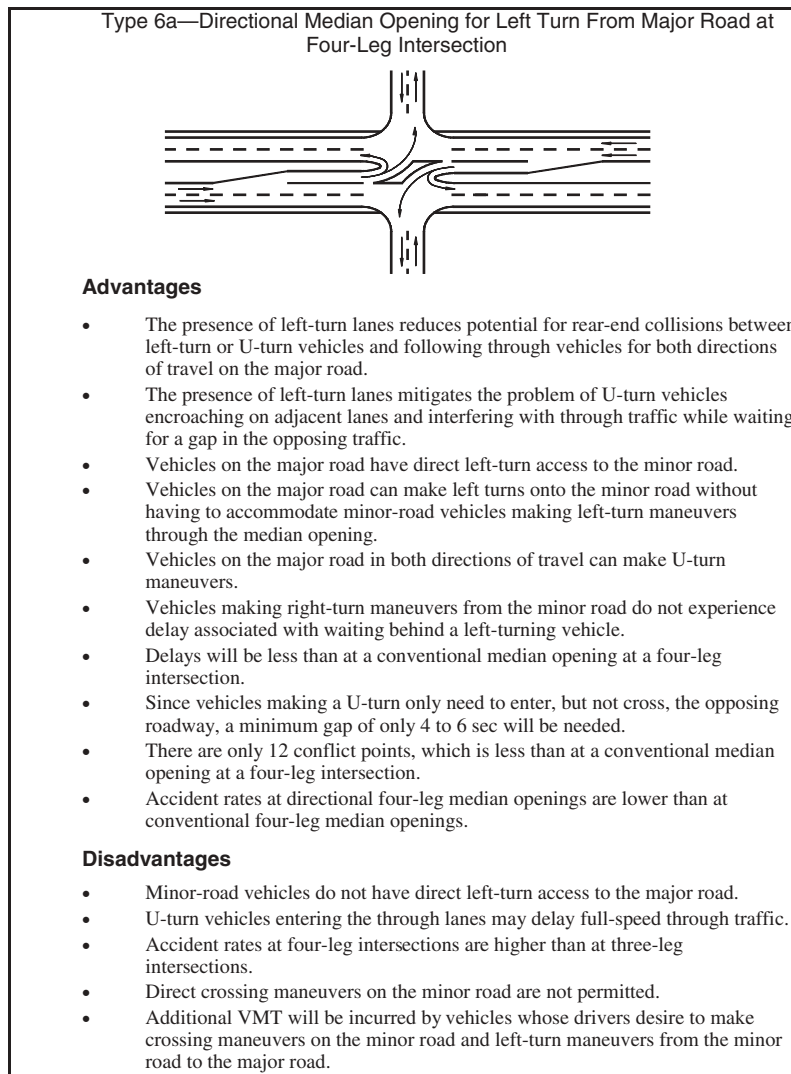 Type 6a—Directional Median Opening for Left Turn From Major Road at
Four-Leg Intersection
Advantages
• The presence of left-turn lanes reduces potential for rear-end collisions between
left-turn or U-turn vehicles and following through vehicles for both directions
of travel on the major road.
• The presence of left-turn lanes mitigates the problem of U-turn vehicles
encroaching on adjacent lanes and interfering with through traffic while waiting
for a gap in the opposing traffic.
• Vehicles on the major road have direct left-turn access to the minor road.
• Vehicles on the major road can make left turns onto the minor road without
having to accommodate minor-road vehicles making left-turn maneuvers
through the median opening.
• Vehicles on the major road in both directions of travel can make U-turn
maneuvers.
• Vehicles making right-turn maneuvers from the minor road do not experience
delay associated with waiting behind a left-turning vehicle.
• Delays will be less than at a conventional median opening at a four-leg
intersection.
• Since vehicles making a U-turn only need to enter, but not cross, the opposing
roadway, a minimum gap of only 4 to 6 sec will be needed.
• There are only 12 conflict points, which is less than at a conventional median
opening at a four-leg intersection.
• Accident rates at directional four-leg median openings are lower than at
conventional four-leg median openings.
Disadvantages
• Minor-road vehicles do not have direct left-turn access to the major road.
• U-turn vehicles entering the through lanes may delay full-speed through traffic.
• Accident rates at four-leg intersections are higher than at three-leg
intersections.
• Direct crossing maneuvers on the minor road are not permitted.
• Additional VMT will be incurred by vehicles whose drivers desire to make
crossing maneuvers on the minor road and left-turn maneuvers from the minor
road to the major road.